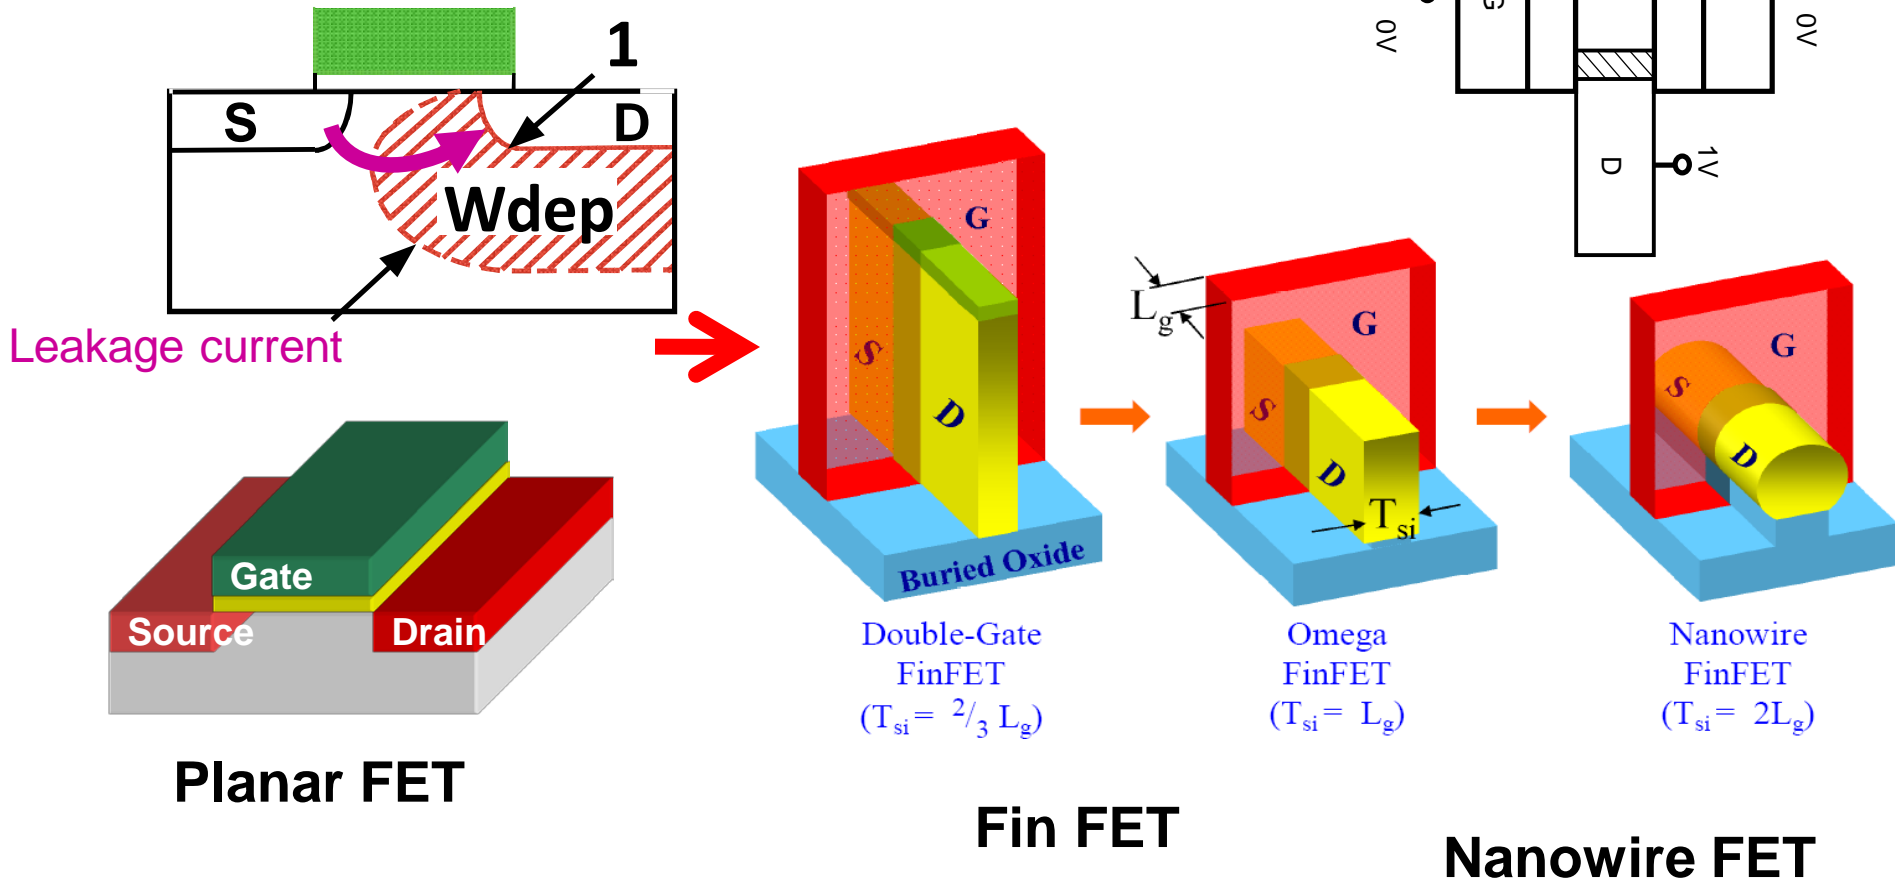 1
S
D
Wdep
Leakage current
Gate
Source
Drain
Planar FET
G
S
D
Buried Oxide
Double-Gate
FinFET
(Tsi = 2/3 Lg)
Lg
G
S
D
Tsi
Omega
FinFET
(Tsi = Lg)
G
S
D
Nanowire
FinFET
(Tsi = 2Lg)
0V
G
0V
D
1V
Fin FET
Nanowire FET